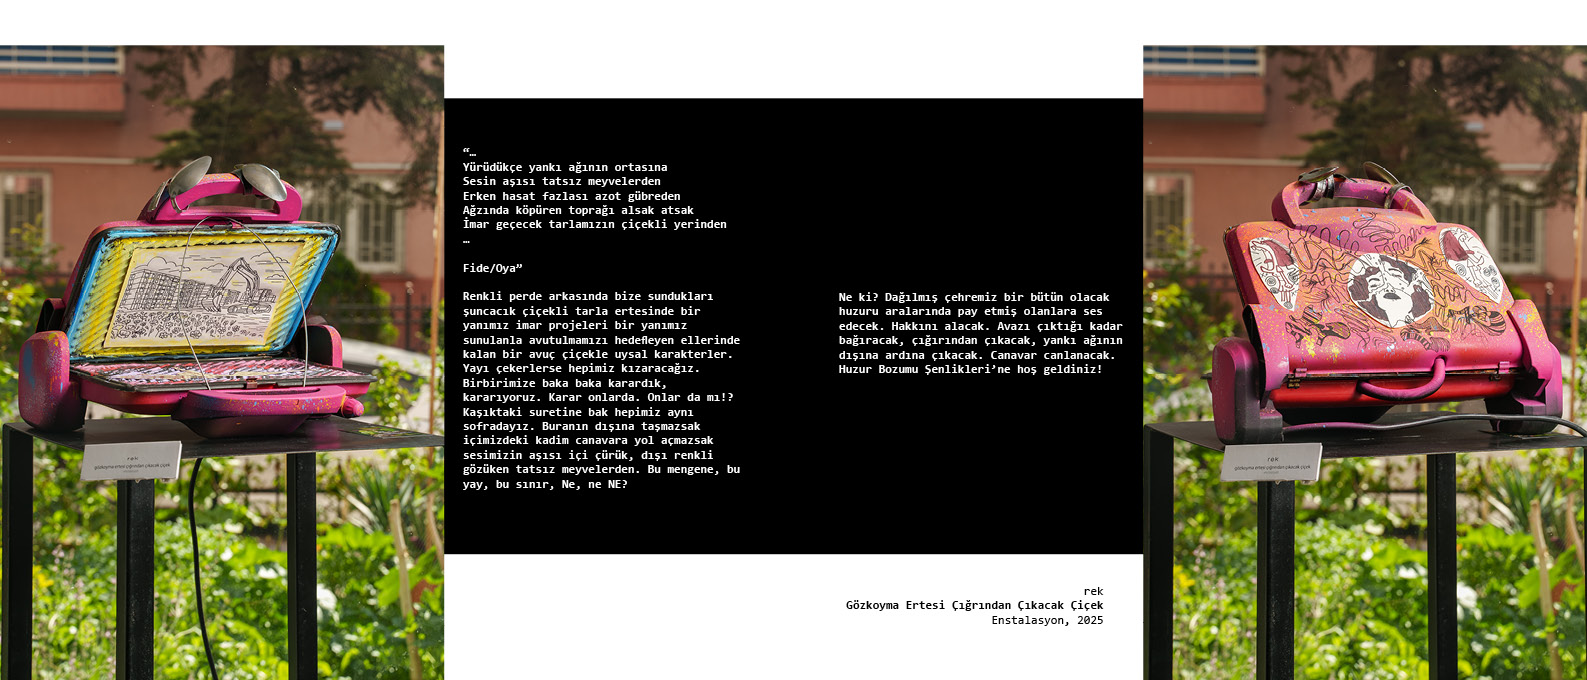 “…
Yürüdükçe yankı ağının ortasına
Sesin aşısı tatsız meyvelerden
Erken hasat fazlası azot gübreden
Ağzında köpüren toprağı alsak atsak
İmar geçecek tarlamızın çiçekli yerinden
…
Fide/Oya”
Renkli perde arkasında bize sundukları
şuncacık çiçekli tarla ertesinde bir
yanımız imar projeleri bir yanımız
sunulanla avutulmamızı hedefleyen ellerinde
kalan bir avuç çiçekle uysal karakterler.
Yayı çekerlerse hepimiz kızaracağız.
Birbirimize baka baka karardık,
kararıyoruz. Karar onlarda. Onlar da mı!?
Kaşıktaki suretine bak hepimiz aynı
sofradayız. Buranın dışına taşmazsak
içimizdeki kadim canavara yol açmazsak
sesimizin aşısı içi çürük, dışı renkli
gözüken tatsız meyvelerden. Bu mengene, bu
yay, bu sınır, Ne, ne NE?
Ne ki? Dağılmış çehremiz bir bütün olacak
huzuru aralarında pay etmiş olanlara ses
edecek. Hakkını alacak. Avazı çıktığı kadar
bağıracak, çığırından çıkacak, yankı ağının
dışına ardına çıkacak. Canavar canlanacak.
Huzur Bozumu Şenlikleri’ne hoş geldiniz!
rek
Gözkoyma Ertesi Çığrından Çıkacak Çiçek
Enstalasyon, 2025
rek
gözkoyma ertesi çığrından çıkacak çiçek
rek
gözkoyma ertesi çığrından çıkacak çiçek